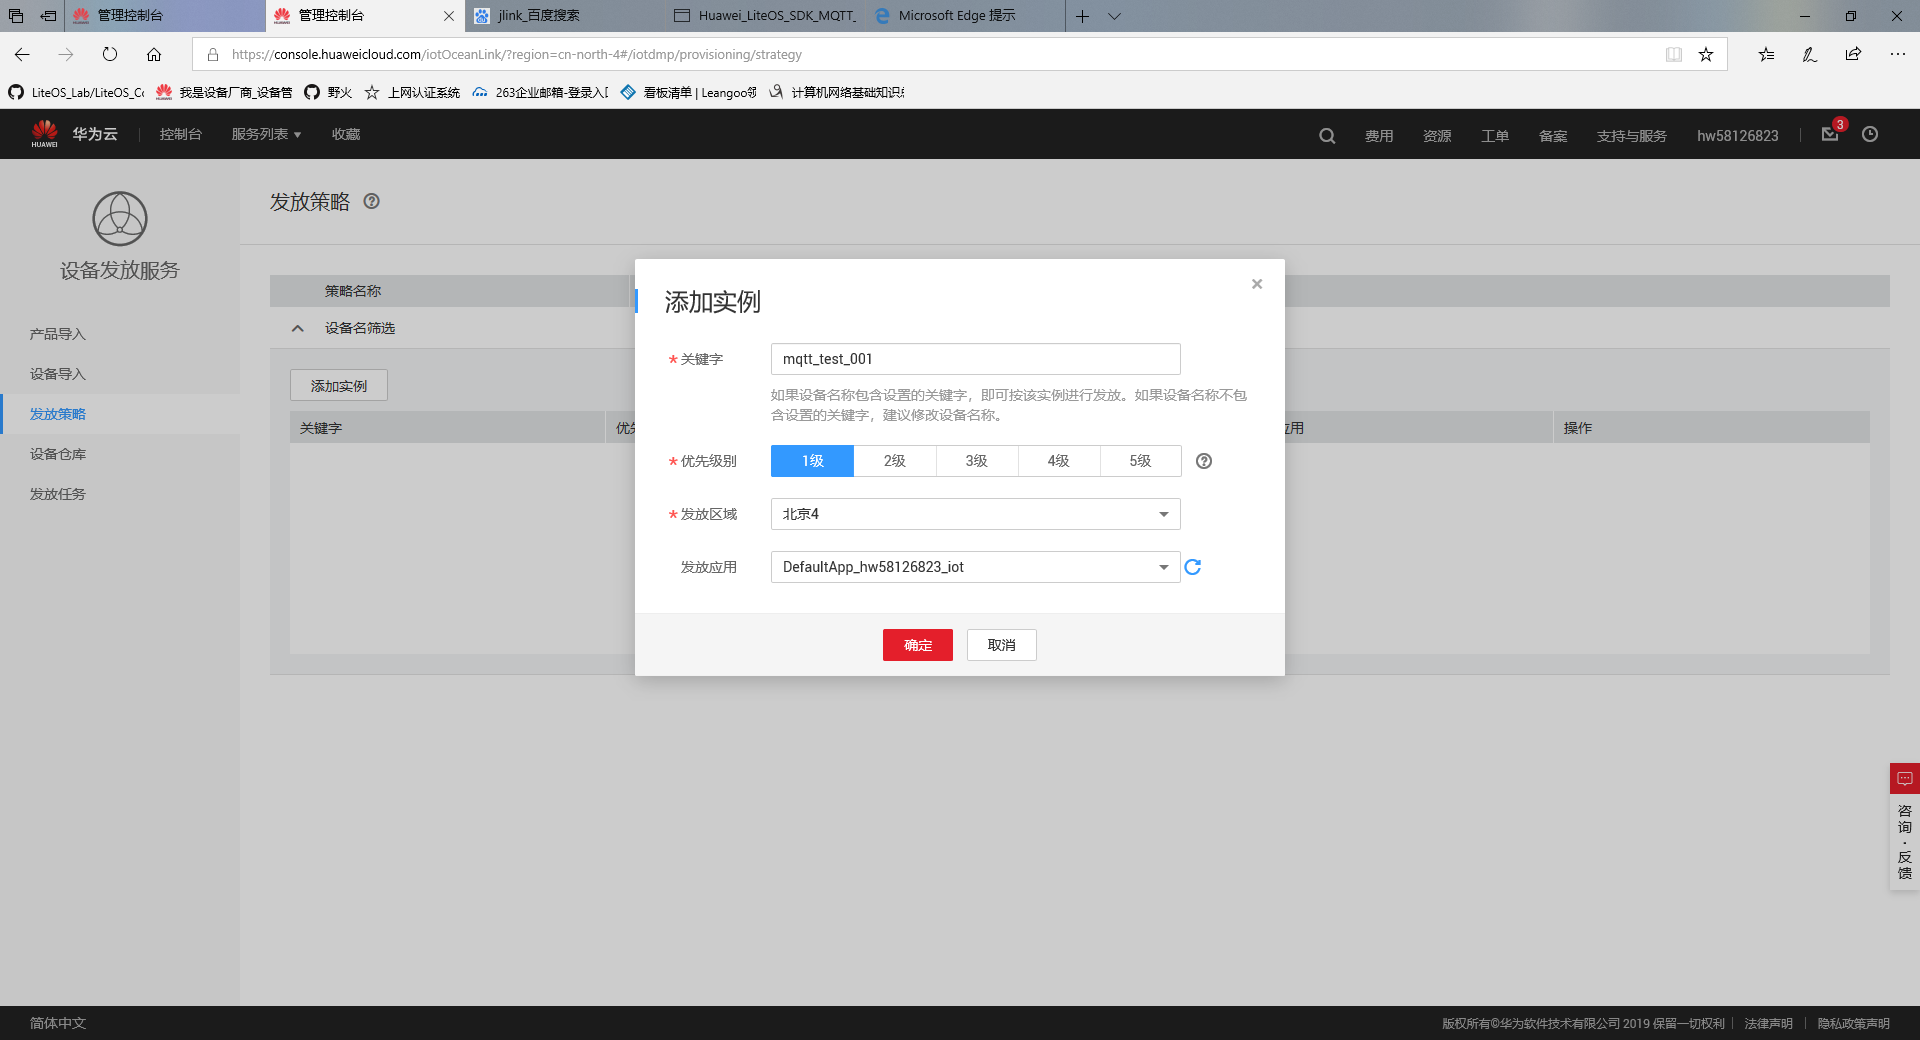 管理控制台
管理控制台
jlink_百度搜索
Huawei_LiteOS_SDK_MQTT_
Microsoft Edge 提示
https://console.huaweicloud.com/iotOceanLink/?region=cn-north-4#/iotdmp/provisioning/strategy
LiteOS_Lab/LiteOS_Cc
我是设备厂商_设备管
野火
上网认证系统
263企业邮箱-登录入口
看板清单 | Leangoo领
计算机网络基础知识总
HUAWEI
华为云
控制台
服务列表
收藏
费用
资源
工单
备案
支持与服务
hw58126823
3
设备发放服务
产品导入
设备导入
发放策略
设备仓库
发放任务
发放策略
策略名称
设备名筛选
添加实例
关键字
优先
应用
操作
添加实例
* 关键字
mqtt_test_001
如果设备名称包含设置的关键字，即可按该实例进行发放。如果设备名称不包
含设置的关键字，建议修改设备名称。
* 优先级别
1级
2级
3级
4级
5级
* 发放区域
北京4
发放应用
DefaultApp_hw58126823_iot
确定
取消
咨询·反馈
简体中文
版权所有©华为软件技术有限公司 2019 保留一切权利
法律声明
隐私政策声明